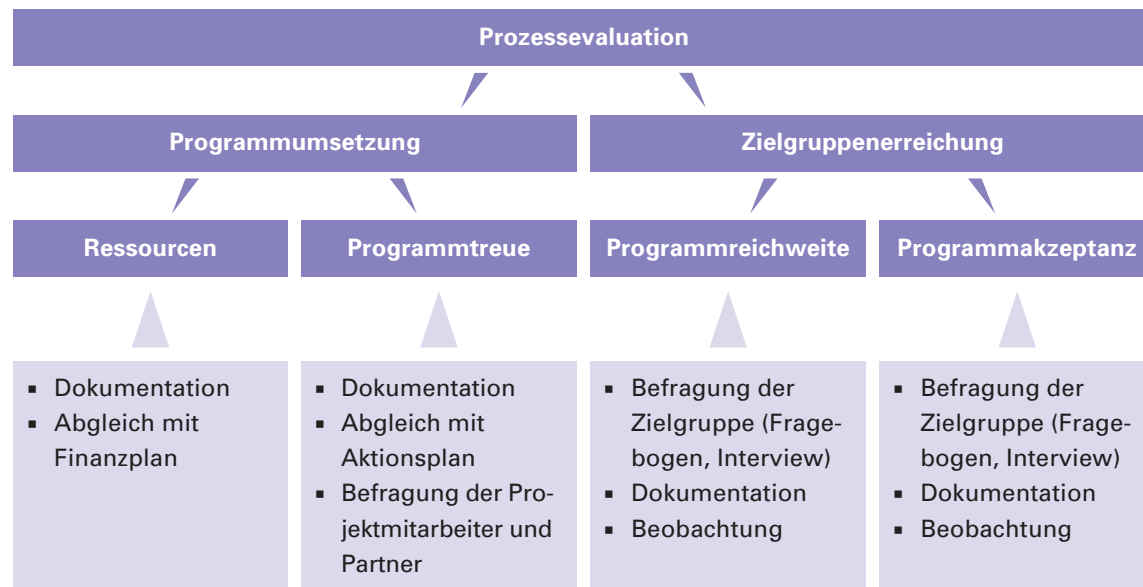 Prozessevaluation
Programmumsetzung
Zielgruppenerreichung
Ressourcen
Programmtreue
Programmreichweite
Programmakzeptanz
▪ Dokumentation
▪ Abgleich mit
Finanzplan
▪ Dokumentation
▪ Abgleich mit
Aktionsplan
▪ Befragung der Pro-
jektmitarbeiter und
Partner
▪ Befragung der
Zielgruppe (Frage-
bogen, Interview)
▪ Dokumentation
▪ Beobachtung
▪ Befragung der
Zielgruppe (Frage-
bogen, Interview)
▪ Dokumentation
▪ Beobachtung